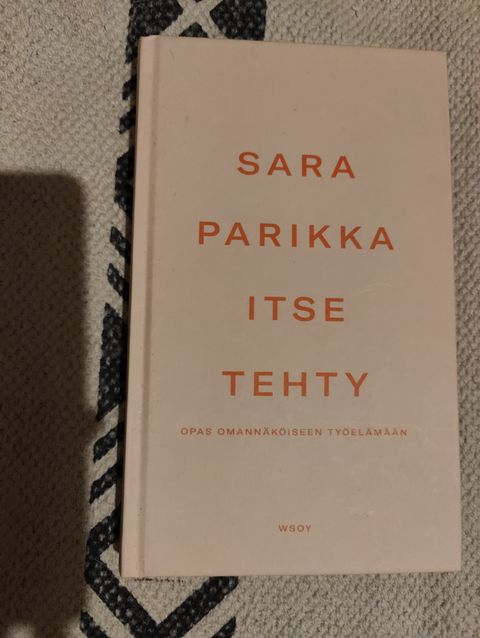 SARA
PARIKKA
ITSE
TEHTY
OPAS OMANNÄKÖISEEN TYÖELÄMÄÄN
WSOY